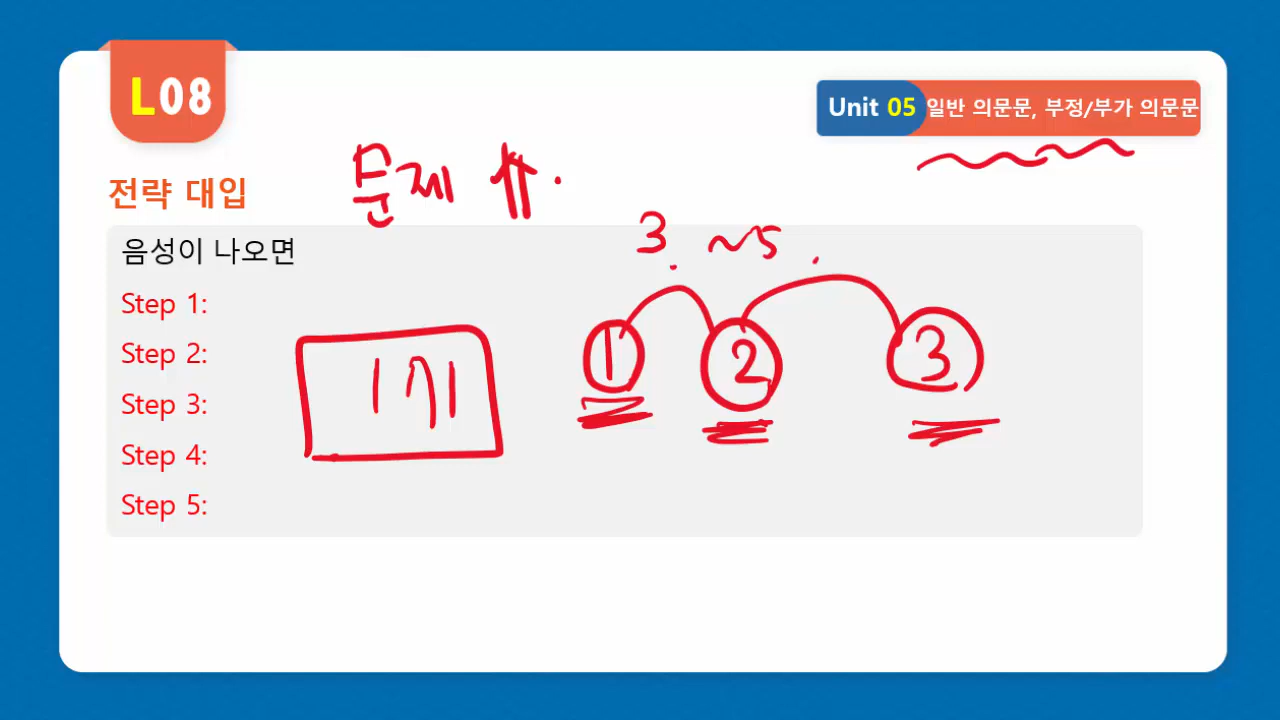 L08
Unit 05 일반 의문문, 부정/부가 의문문
전략 대입
문제 ⇑.
음성이 나오면
3. ~5.
Step 1:
Step 2:
Step 3:
Step 4:
Step 5:
1개
① ② ③